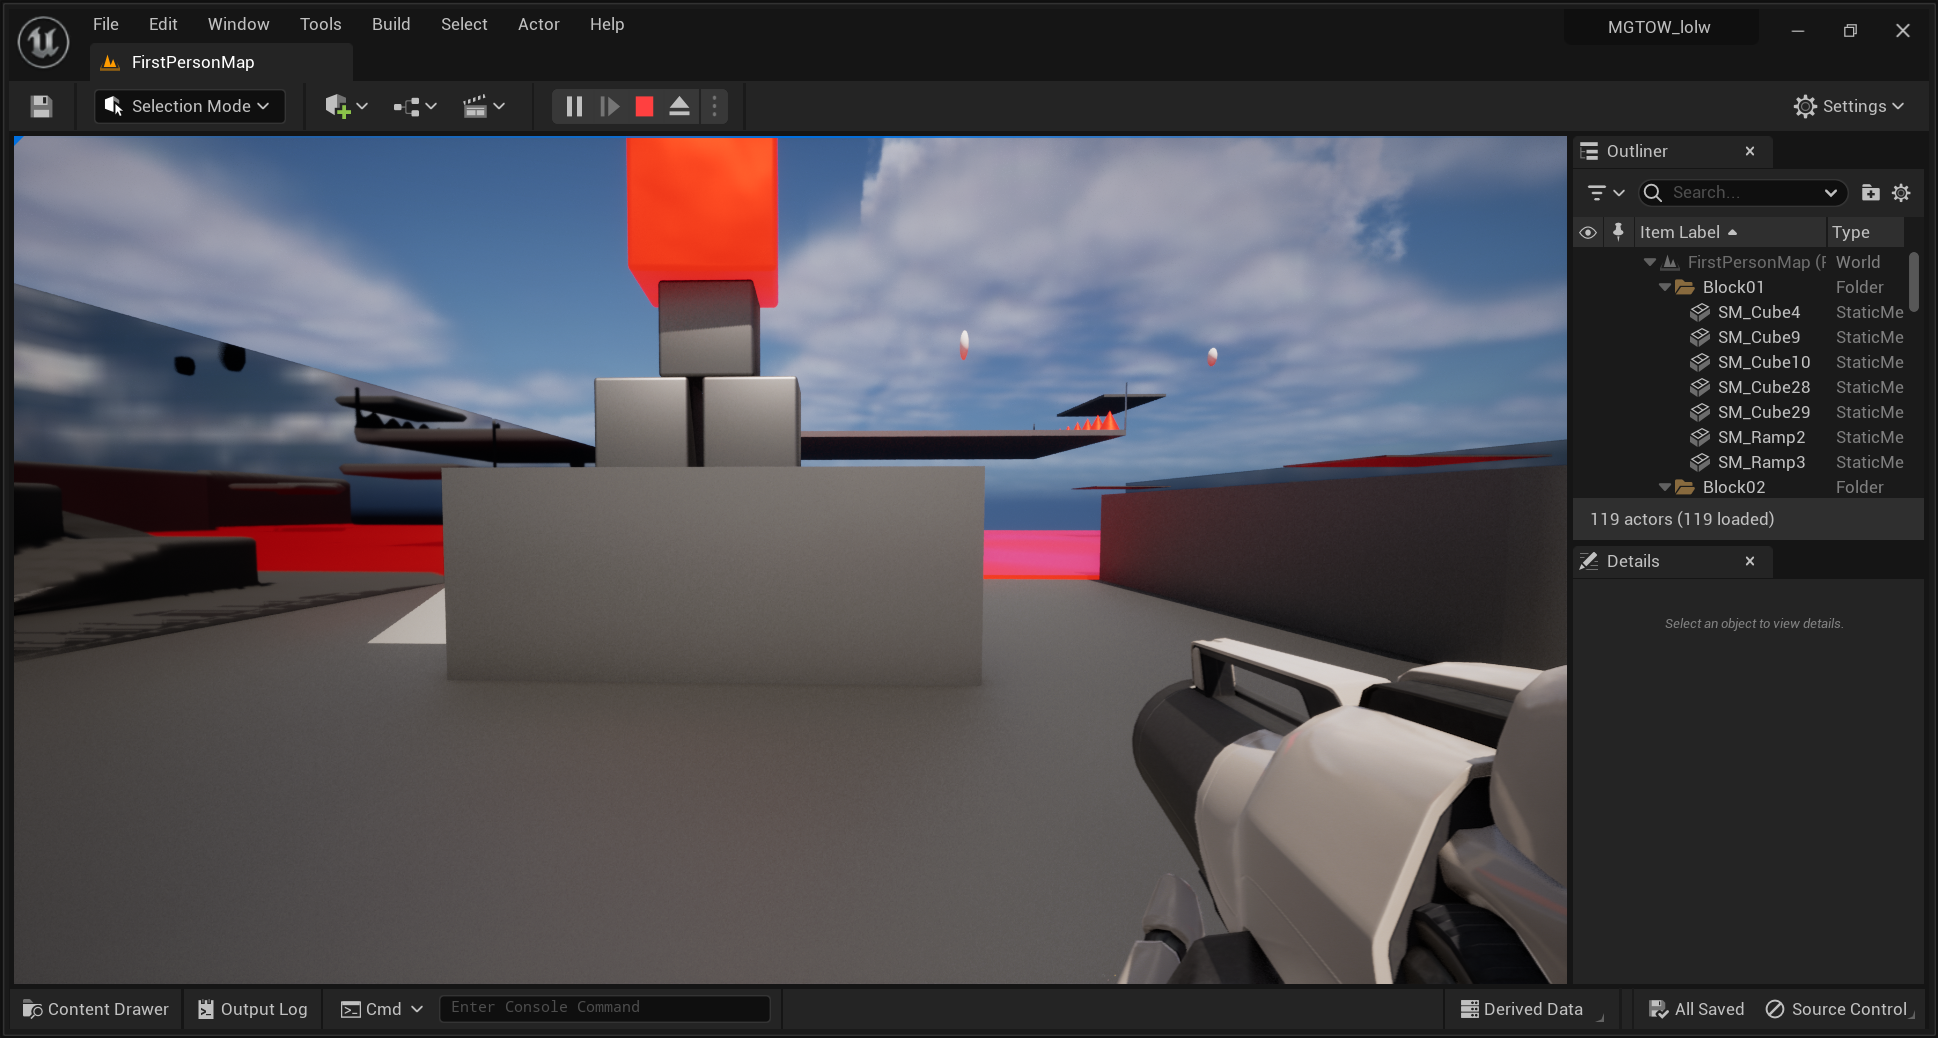 File Edit Window Tools Build Select Actor Help
MGTOW_lolw
FirstPersonMap
Selection Mode
Settings
Outliner
Search...
Item Label Type
FirstPersonMap (F World
Block01 Folder
SM_Cube4 StaticMe
SM_Cube9 StaticMe
SM_Cube10 StaticMe
SM_Cube28 StaticMe
SM_Cube29 StaticMe
SM_Ramp2 StaticMe
SM_Ramp3 StaticMe
Block02 Folder
119 actors (119 loaded)
Details
Select an object to view details.
Content Drawer Output Log Cmd Enter Console Command Derived Data All Saved Source Control